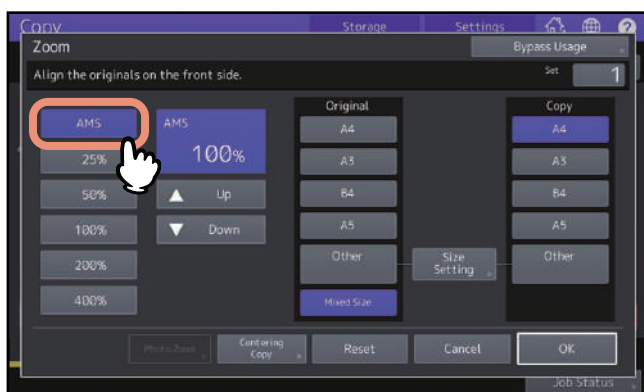 Copy
Storage
Settings
Zoom
Bypass Usage
Align the originals on the front side.
Set
1
AMS
25%
50%
100%
200%
400%
AMS
100%
Up
Down
Original
A4
A3
B4
A5
Other
Mixed Size
Size
Setting
Copy
A4
A3
B4
A5
Other
Photo Zoom
Centering
Copy
Reset
Cancel
OK
Job Status